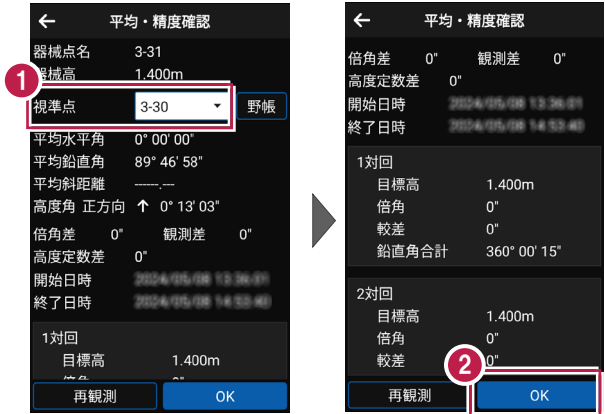 平均・精度確認
器械点名 3-31
器械高 1.400m
1
視準点 3-30 野帳
平均水平角 0° 00' 00"
平均鉛直角 89° 46' 58"
平均斜距離 ------.---
高度角 正方向 ↑ 0° 13' 03"
倍角差 0" 観測差 0"
高度定数差 0"
開始日時
終了日時
1対回
目標高 1.400m
再観測 OK
平均・精度確認
倍角差 0" 観測差 0"
高度定数差 0"
開始日時
終了日時
1対回
目標高 1.400m
倍角 0"
較差 0"
鉛直角合計 360° 00' 15"
2対回
目標高 1.400m
倍角 0"
較差 0"
2
再観測 OK